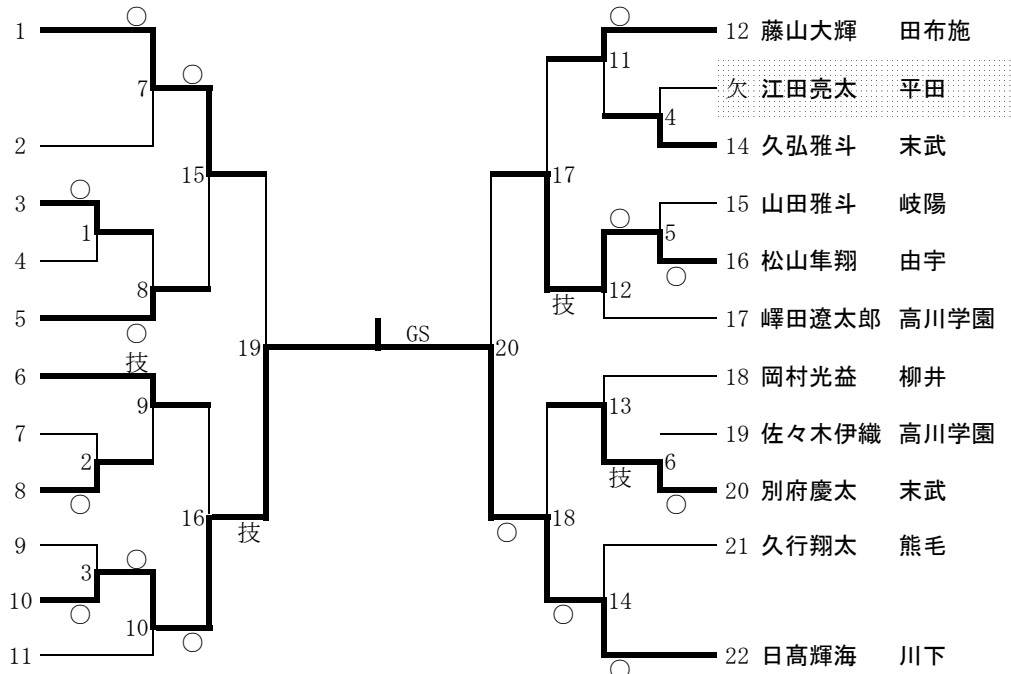 1
2
3
4
5
6
7
8
9
10
11
7
1
8
技
9
2
3
10
15
16
19
技
GS
20
17
18
11
4
5
12
技
13
6
技
14
12 藤山大輝 田布施
欠 江田亮太 平田
14 久弘雅斗 末武
15 山田雅斗 岐陽
16 松山隼翔 由宇
17 嶧田遼太郎 高川学園
18 岡村光益 柳井
19 佐々木伊織 高川学園
20 別府慶太 末武
21 久行翔太 熊毛
22 日髙輝海 川下